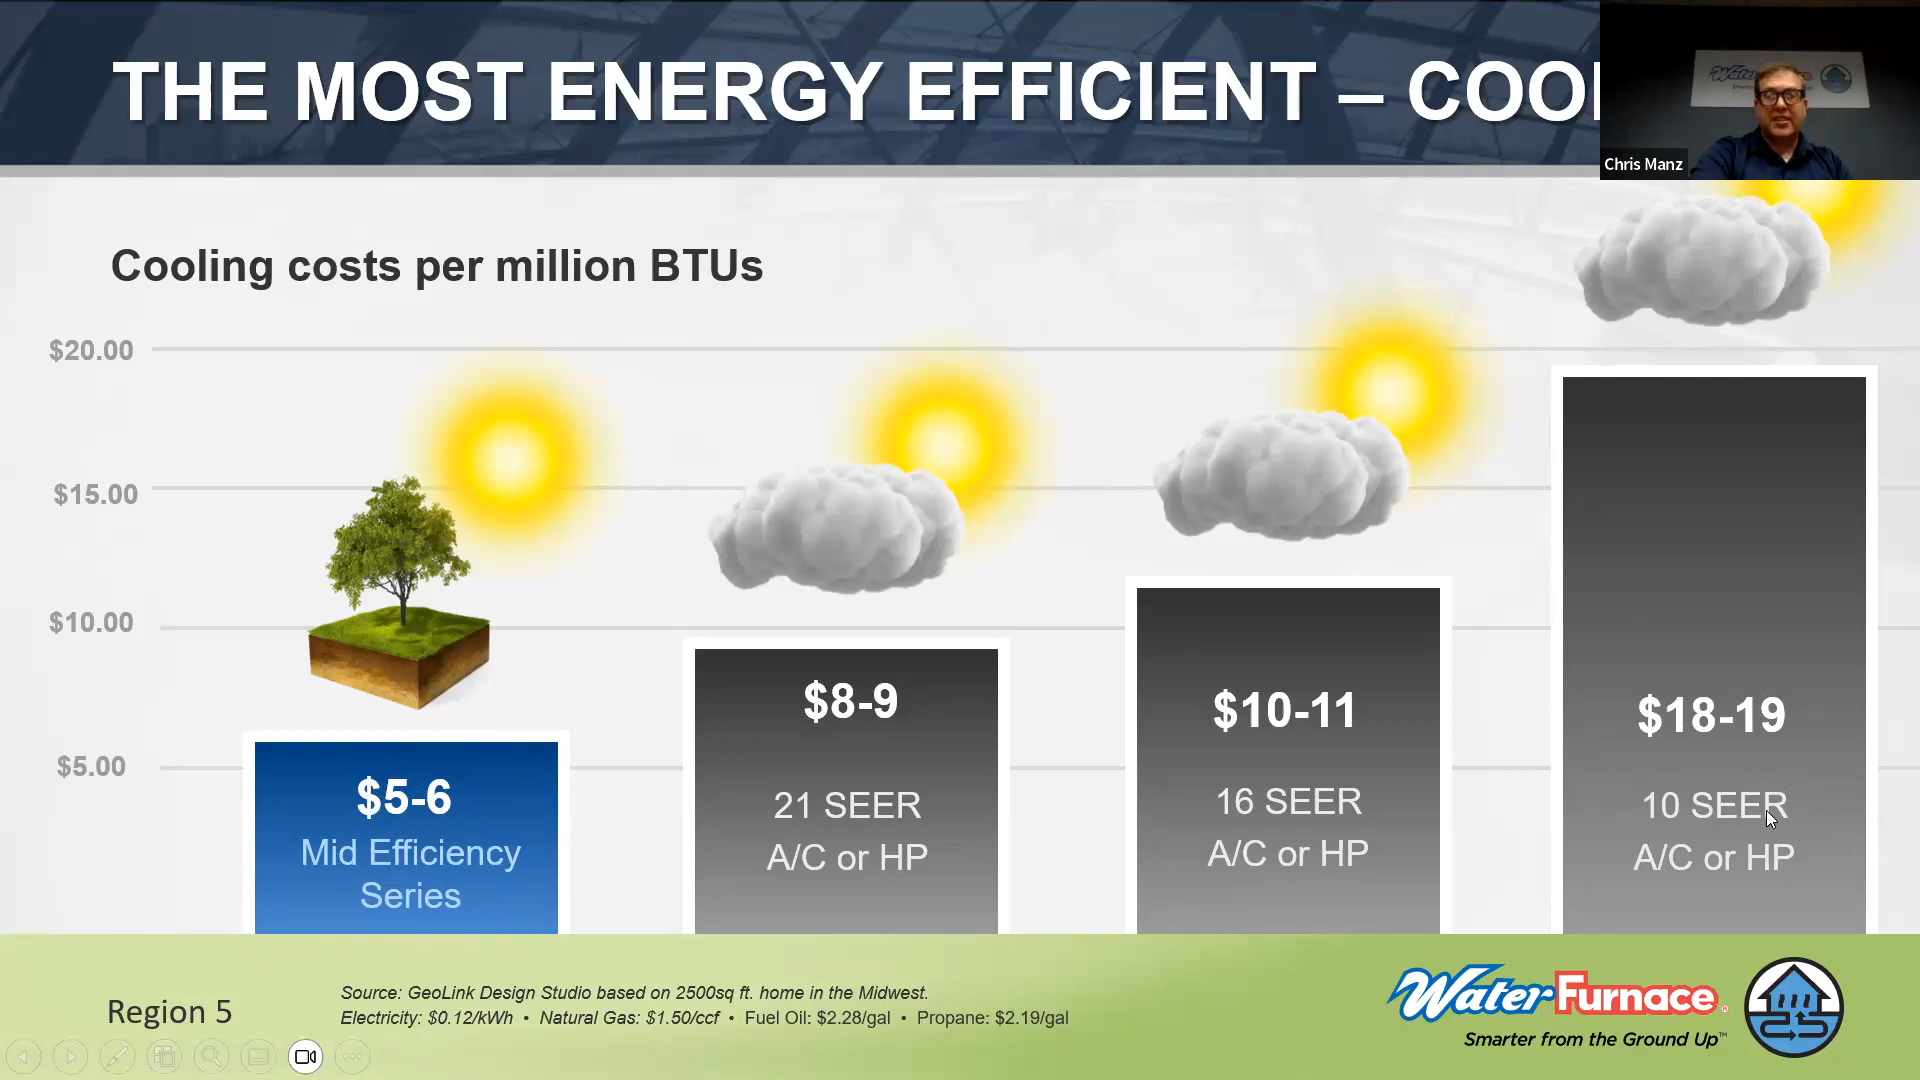 THE MOST ENERGY EFFICIENT – COOL
Chris Manz
Cooling costs per million BTUs
$20.00
$15.00
$10.00
$5.00
$5-6
Mid Efficiency
Series
$8-9
21 SEER
A/C or HP
$10-11
16 SEER
A/C or HP
$18-19
10 SEER
A/C or HP
Region 5
Source: GeoLink Design Studio based on 2500sq ft. home in the Midwest.
Electricity: $0.12/kWh • Natural Gas: $1.50/ccf • Fuel Oil: $2.28/gal • Propane: $2.19/gal
WaterFurnace
Smarter from the Ground Up™